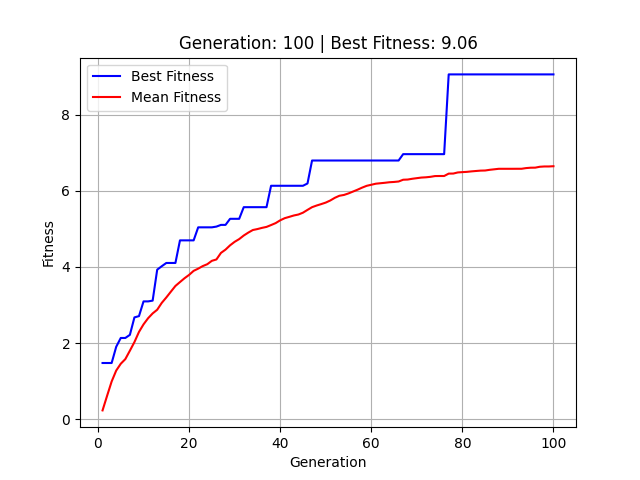 Generation: 100 | Best Fitness: 9.06
Best Fitness
Mean Fitness
8
6
4
2
0
Fitness
0 20 40 60 80 100
Generation